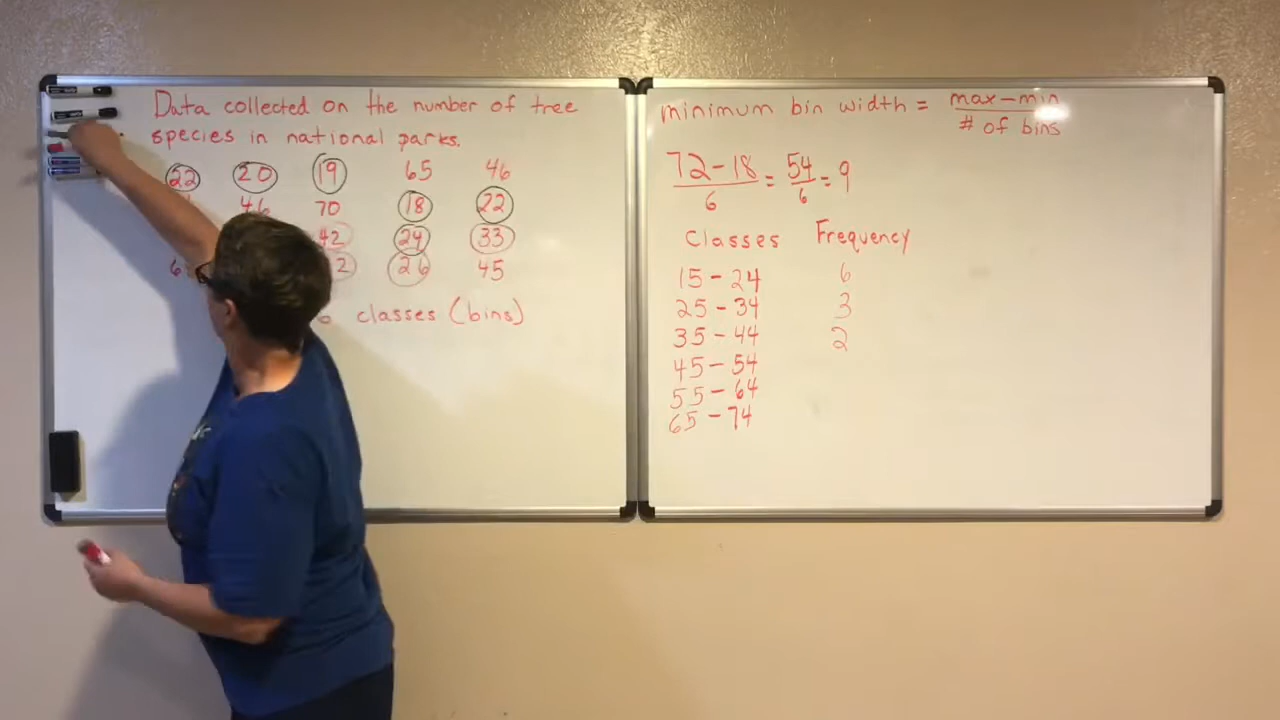 Data collected on the number of tree
species in national parks.
22 20 19 65 46
46 70 18 22
42 24 33
26 45
classes (bins)
minimum bin width = max-min
# of bins
72-18 = 54 = 9
6 6
Classes Frequency
15-24 6
25-34 3
35-44 2
45-54
55-64
65-74